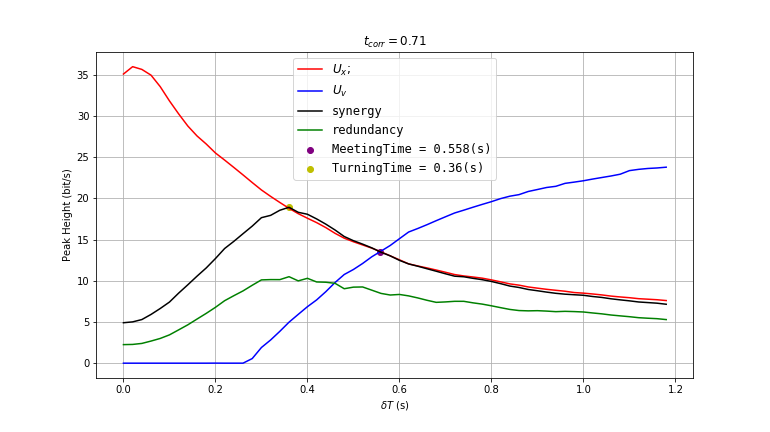 t_corr = 0.71
U_x;
U_v
synergy
redundancy
MeetingTime = 0.558(s)
TurningTime = 0.36(s)
Peak Height (bit/s)
35
30
25
20
15
10
5
0
0.0 0.2 0.4 0.6 0.8 1.0 1.2
δT (s)